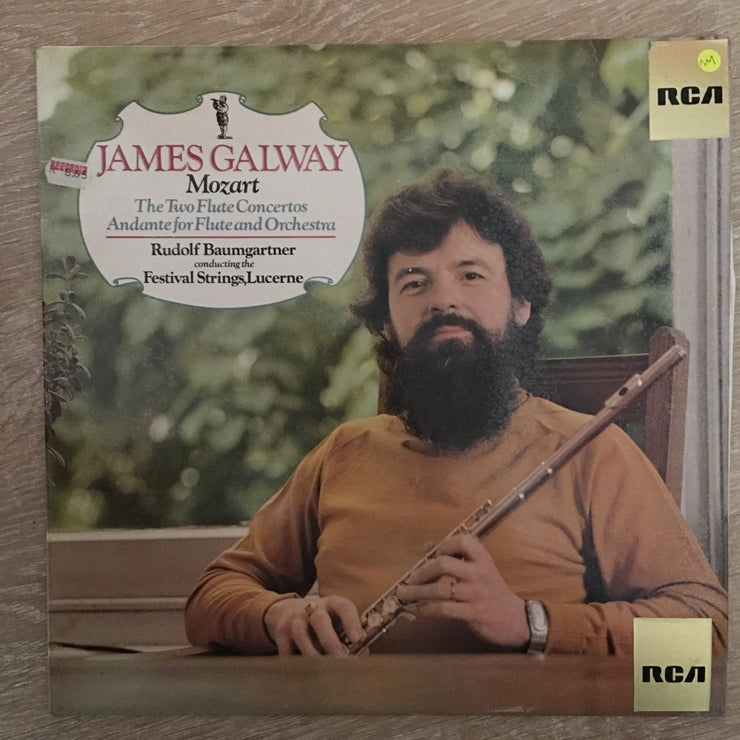 NM
RCA
JAMES GALWAY
Mozart
The Two Flute Concertos
Andante for Flute and Orchestra
Rudolf Baumgartner
conducting the
Festival Strings, Lucerne
RCA